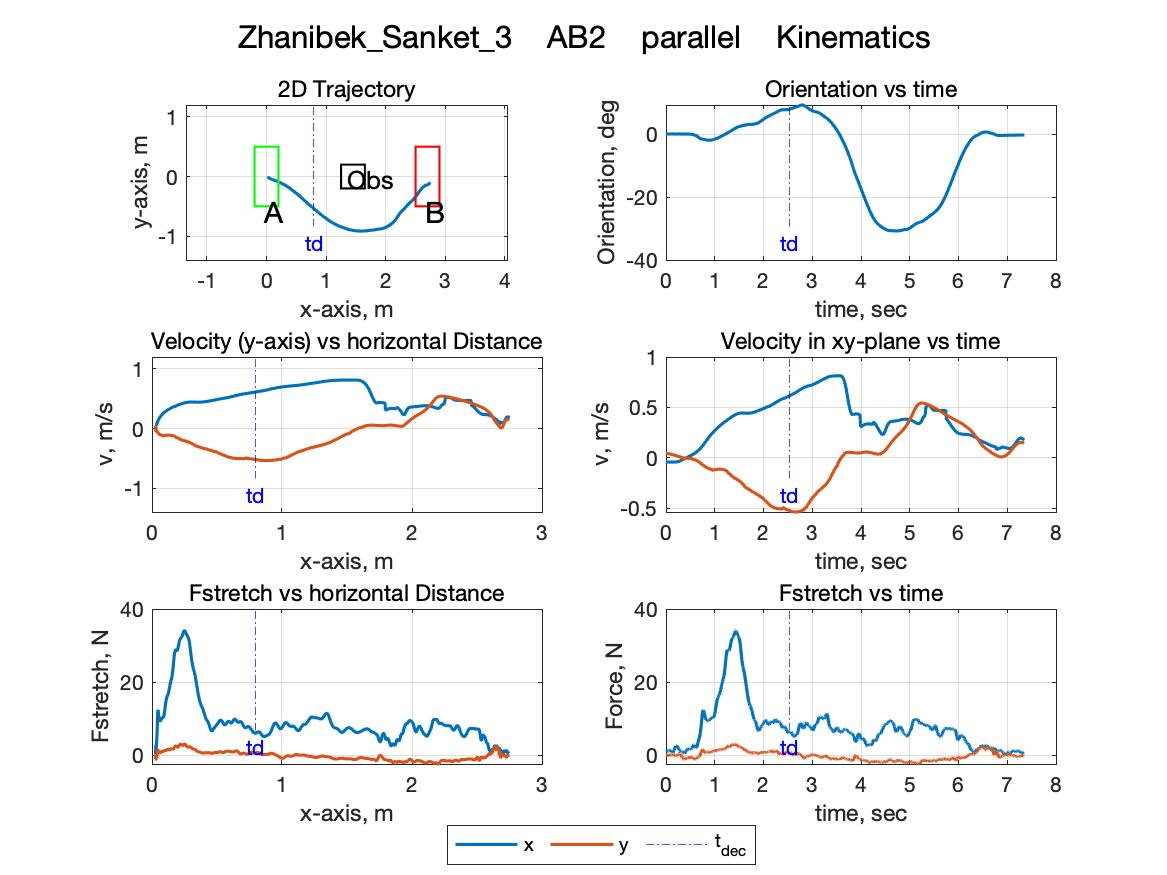 Zhanibek_Sanket_3 AB2 parallel Kinematics
2D Trajectory
y-axis, m
1
0
-1
A
td
Obs
B
-1 0 1 2 3 4
x-axis, m
Orientation vs time
Orientation, deg
0
-20
-40
td
0 1 2 3 4 5 6 7 8
time, sec
Velocity (y-axis) vs horizontal Distance
v, m/s
1
0
-1
td
0 1 2 3
x-axis, m
Velocity in xy-plane vs time
v, m/s
1
0.5
0
-0.5
td
0 1 2 3 4 5 6 7 8
time, sec
Fstretch vs horizontal Distance
Fstretch, N
40
20
0
td
0 1 2 3
x-axis, m
Fstretch vs time
Force, N
40
20
0
td
0 1 2 3 4 5 6 7 8
time, sec
x y tdec